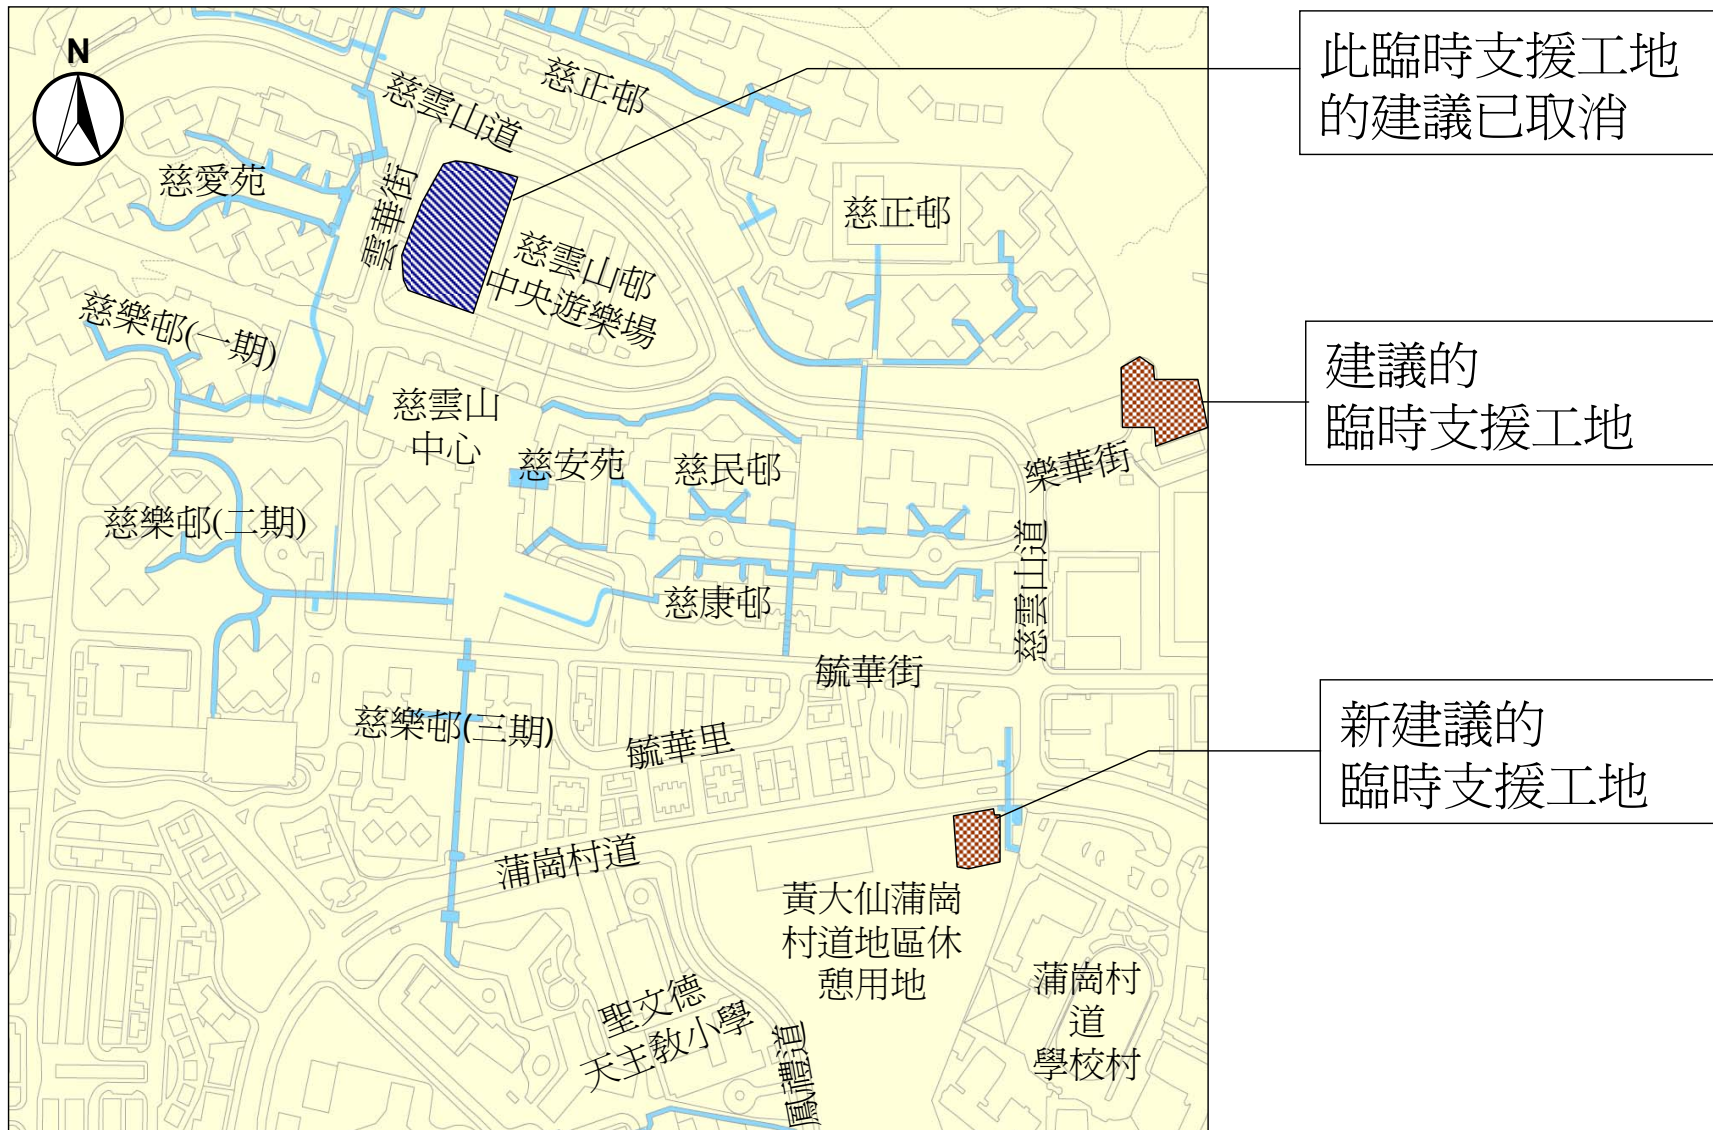 N
慈雲山道
慈正邨
此臨時支援工地
的建議已取消
慈愛苑
雲華街
慈正邨
慈雲山邨
中央遊樂場
慈樂邨(一期)
建議的
臨時支援工地
慈雲山
中心
慈安苑
慈民邨
樂華街
慈樂邨(二期)
慈雲山道
慈康邨
毓華街
慈樂邨(三期)
毓華里
新建議的
臨時支援工地
蒲崗村道
黃大仙蒲崗
村道地區休
憩用地
蒲崗村
道
學校村
聖文德
天主教小學
鳳禮道